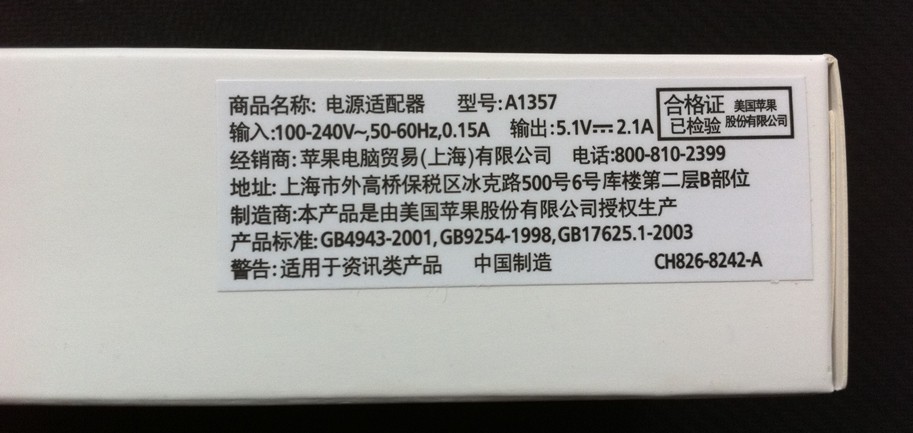 商品名称: 电源适配器 型号:A1357
合格证 美国苹果
已检验 股份有限公司
输入:100-240V~,50-60Hz,0.15A 输出:5.1V⎓2.1A
经销商:苹果电脑贸易(上海)有限公司 电话:800-810-2399
地址:上海市外高桥保税区冰克路500号6号库楼第二层B部位
制造商:本产品是由美国苹果股份有限公司授权生产
产品标准:GB4943-2001,GB9254-1998,GB17625.1-2003
警告:适用于资讯类产品 中国制造 CH826-8242-A